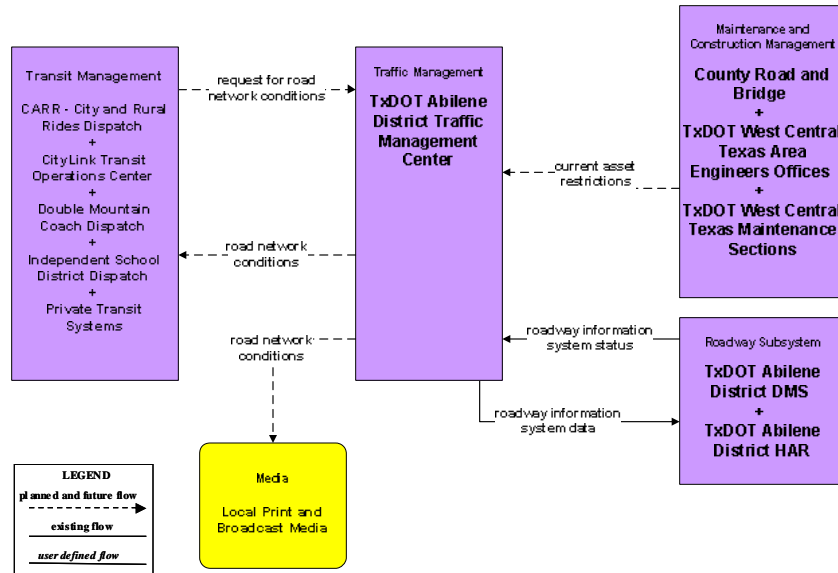 Transit Management
CARR - City and Rural
Rides Dispatch
+
CityLink Transit
Operations Center
+
Double Mountain
Coach Dispatch
+
Independent School
District Dispatch
+
Private Transit
Systems
request for road
network conditions
road network
conditions
road network
conditions
Traffic Management
TxDOT Abilene
District Traffic
Management
Center
current asset
restrictions
roadway information
system status
roadway information
system data
Maintenance and
Construction Management
County Road and
Bridge
+
TxDOT West Central
Texas Area
Engineers Offices
+
TxDOT West Central
Texas Maintenance
Sections
Roadway Subsystem
TxDOT Abilene
District DMS
+
TxDOT Abilene
District HAR
Media
Local Print and
Broadcast Media
LEGEND
planned and future flow
existing flow
user defined flow